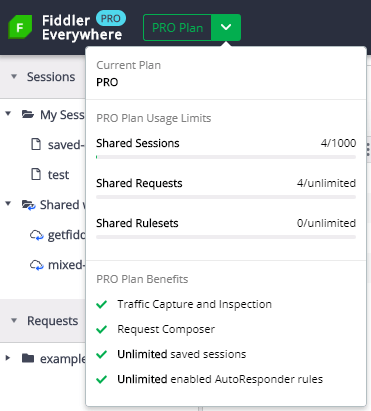 Fiddler PRO
Everywhere
PRO Plan
Sessions
My Sess
saved-
test
Shared w
getfidd
mixed-
Requests
example
Current Plan
PRO
PRO Plan Usage Limits
Shared Sessions 4/1000
Shared Requests 4/unlimited
Shared Rulesets 0/unlimited
PRO Plan Benefits
Traffic Capture and Inspection
Request Composer
Unlimited saved sessions
Unlimited enabled AutoResponder rules